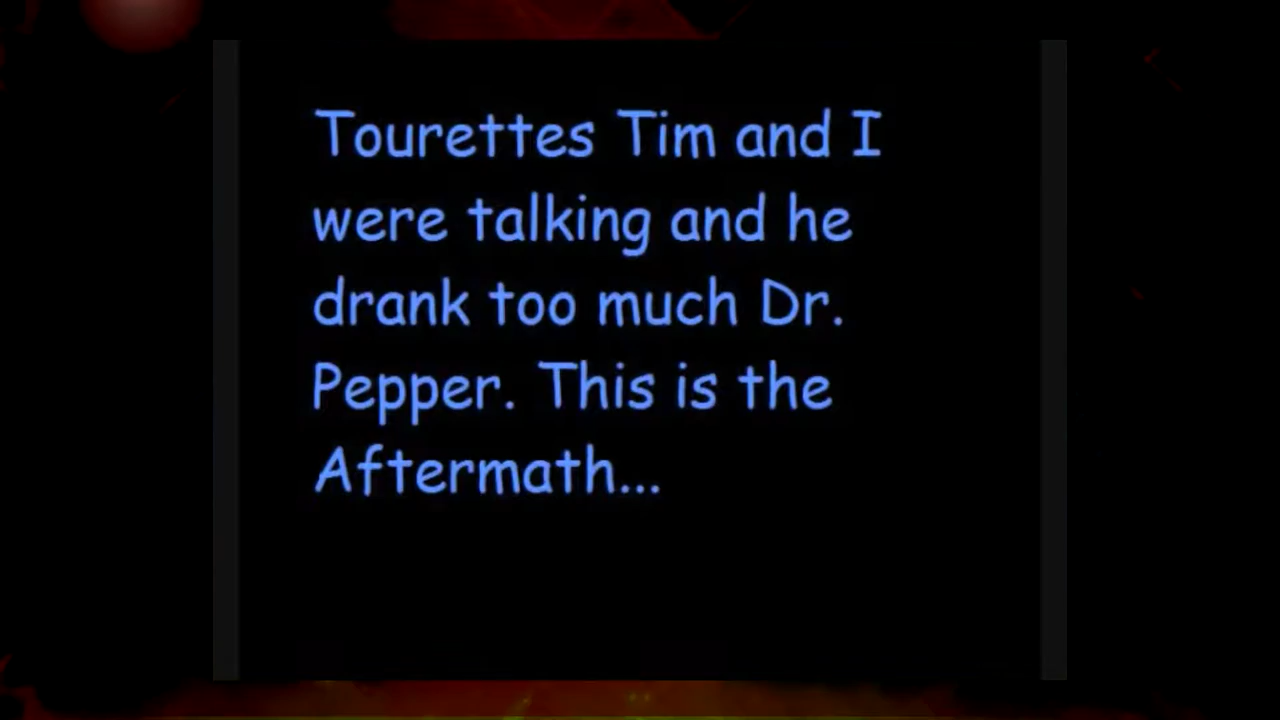 Tourettes Tim and I
were talking and he
drank too much Dr.
Pepper. This is the
Aftermath...